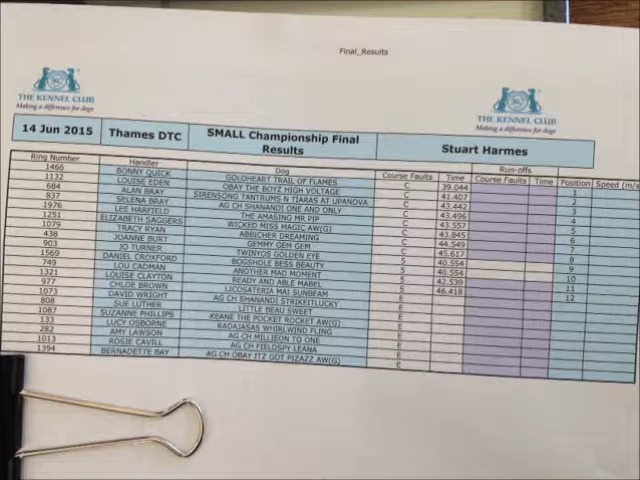 Final_Results
THE KENNEL CLUB
Making a difference for dogs
THE KENNEL CLUB
Making a difference for dogs
14 Jun 2015 Thames DTC SMALL Championship Final Results Stuart Harmes
Run-offs
Ring Number Handler Dog Course Faults Time Course Faults Time Position Speed (m/s
1466 BONNY QUICK GOLDHEART TRAIL OF FLAMES C 39.044 1
1132 LOUISE EDEN OBAY THE BOYZ HIGH VOLTAGE C 41.407 2
684 ALAN BRAY SIRENSONG TANTRUMS N TIARAS AT UPANOVA C 43.442 3
837 SELENA BRAY AG CH SHANANDI ONE AND ONLY C 43.496 4
1976 LEE HARFIELD THE AMAZING MR PIP C 43.557 5
1251 ELIZABETH SAGGERS WICKED MISS MAGIC AW(G) C 43.845 6
1079 TRACY RYAN ABBEICHER DREAMING C 44.549 7
438 JOANNE BURT GEMMY GEM GEM C 45.617 8
903 JO TURNER TWINYOS GOLDEN EYE 5 40.554 9
1569 DANIEL CROXFORD BOGSHOLE BESS BEAUTY 5 40.554 10
749 LOU CADMAN ANOTHER MAD MOMENT 5 42.539 11
1321 LOUISE CLAYTON READY AND ABLE MABEL 5 46.418 12
977 CHLOE BROWN LICOSATERIA MAI SUNBEAM E
1073 DAVID WRIGHT AG CH SHANANDI STRIKEITLUCKY E
808 SUE LUTHER LITTLE BEAU SWEET E
1087 SUZANNE PHILLIPS KEANE THE POCKET ROCKET AW(G) E
133 LUCY OSBORNE RADAJASAS WHIRLWIND FLING E
282 AMY LAWSON AG CH MILLIEON TO ONE E
1013 ROSIE CAVILL AG CH FIELDSPY LEANA E
1394 BERNADETTE BAY AG CH OBAY ITZ GOT PIZAZZ AW(G) E